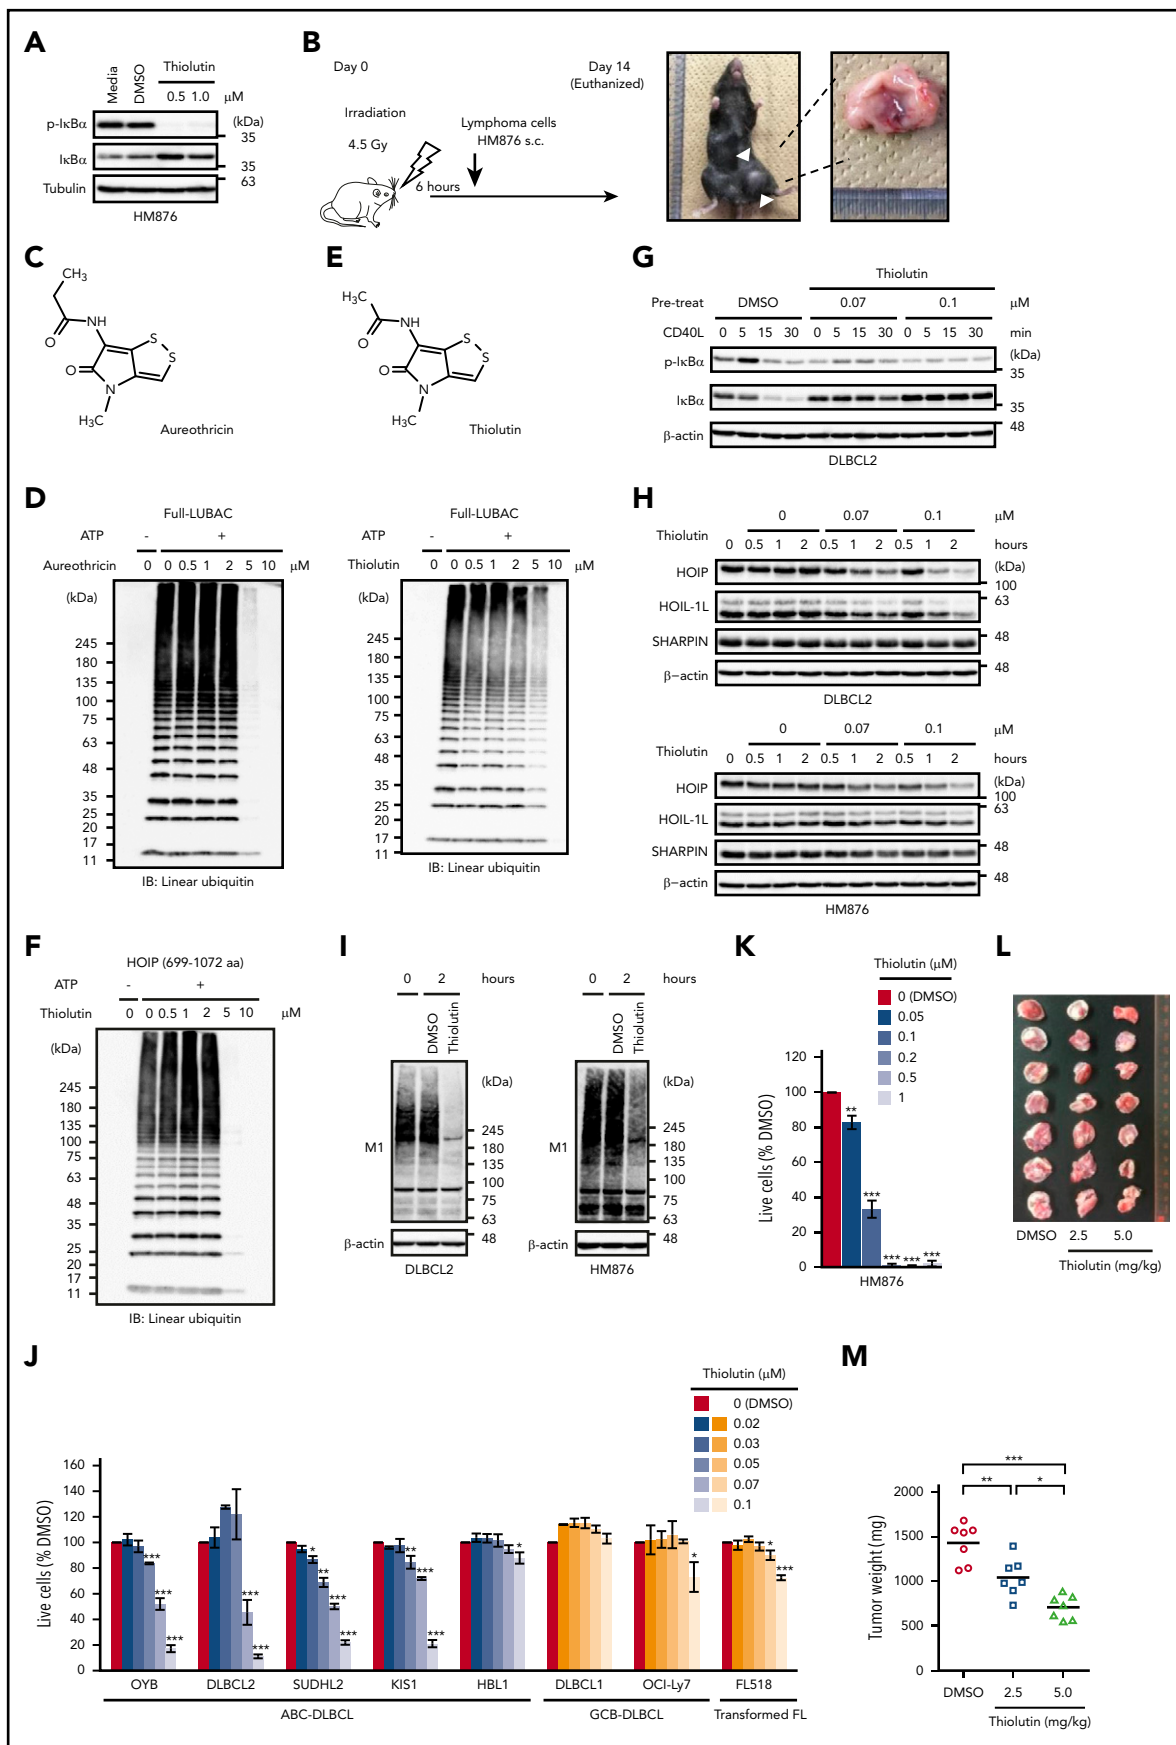 A
Media
DMSO
Thiolutin
0.5 1.0 μM
p-IκBα
(kDa)
35
IκBα
35
Tubulin
63
HM876
B
Day 0
Day 14
(Euthanized)
Irradiation
4.5 Gy
Lymphoma cells
HM876 s.c.
6 hours
C
CH3
NH
O
S
S
O
N
H3C
Aureothricin
E
H3C
NH
O
S
S
O
N
H3C
Thiolutin
G
Thiolutin
Pre-treat DMSO 0.07 0.1 μM
CD40L 0 5 15 30 0 5 15 30 0 5 15 30 min
p-IκBα
(kDa)
35
IκBα
35
β-actin
48
DLBCL2
D
Full-LUBAC
ATP - +
Aureothricin 0 0 0.5 1 2 5 10 μM
(kDa)
245
180
135
100
75
63
48
35
25
20
17
11
IB: Linear ubiquitin
Full-LUBAC
ATP - +
Thiolutin 0 0 0.5 1 2 5 10 μM
(kDa)
245
180
135
100
75
63
48
35
25
20
17
11
IB: Linear ubiquitin
H
0 0.07 0.1 μM
Thiolutin
0 0.5 1 2 0.5 1 2 0.5 1 2 hours
HOIP
(kDa)
100
HOIL-1L
63
SHARPIN
48
β−actin
48
DLBCL2
0 0.07 0.1 μM
Thiolutin
0 0.5 1 2 0.5 1 2 0.5 1 2 hours
HOIP
(kDa)
100
HOIL-1L
63
SHARPIN
48
β−actin
48
HM876
F
HOIP (699-1072 aa)
ATP - +
Thiolutin 0 0 0.5 1 2 5 10 μM
(kDa)
245
180
135
100
75
63
48
35
25
20
17
11
IB: Linear ubiquitin
I
0 2 hours
DMSO
Thiolutin
(kDa)
M1
245
180
135
100
75
63
β-actin
48
DLBCL2
0 2 hours
DMSO
Thiolutin
(kDa)
M1
245
180
135
100
75
63
β-actin
48
HM876
K
Thiolutin (μM)
0 (DMSO)
0.05
0.1
0.2
0.5
1
Live cells (% DMSO)
120
100
80
60
40
20
0
**
***
*** *** ***
HM876
L
DMSO 2.5 5.0
Thiolutin (mg/kg)
J
Thiolutin (μM)
0 (DMSO)
0.02
0.03
0.05
0.07
0.1
Live cells (% DMSO)
160
140
120
100
80
60
40
20
0
***
***
***
***
***
*
**
***
***
**
***
***
*
*
*
***
OYB DLBCL2 SUDHL2 KIS1 HBL1 DLBCL1 OCI-Ly7 FL518
ABC-DLBCL GCB-DLBCL Transformed FL
M
***
** *
Tumor weight (mg)
2000
1500
1000
500
0
DMSO 2.5 5.0
Thiolutin (mg/kg)